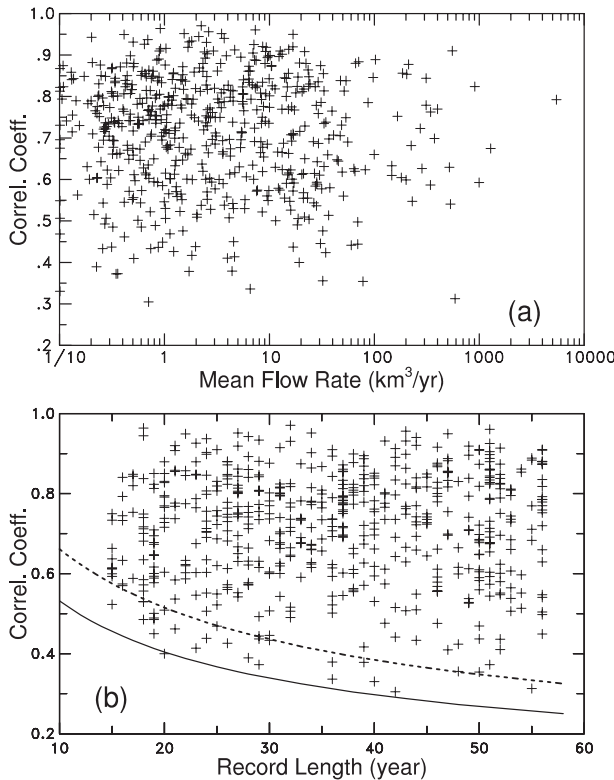 1.0
.9
.8
.7
.6
.5
.4
.3
.2
Correl. Coeff.
(a)
1/10 1 10 100 1000 10000
Mean Flow Rate (km³/yr)
1.0
0.8
0.6
0.4
0.2
Correl. Coeff.
(b)
10 20 30 40 50 60
Record Length (year)